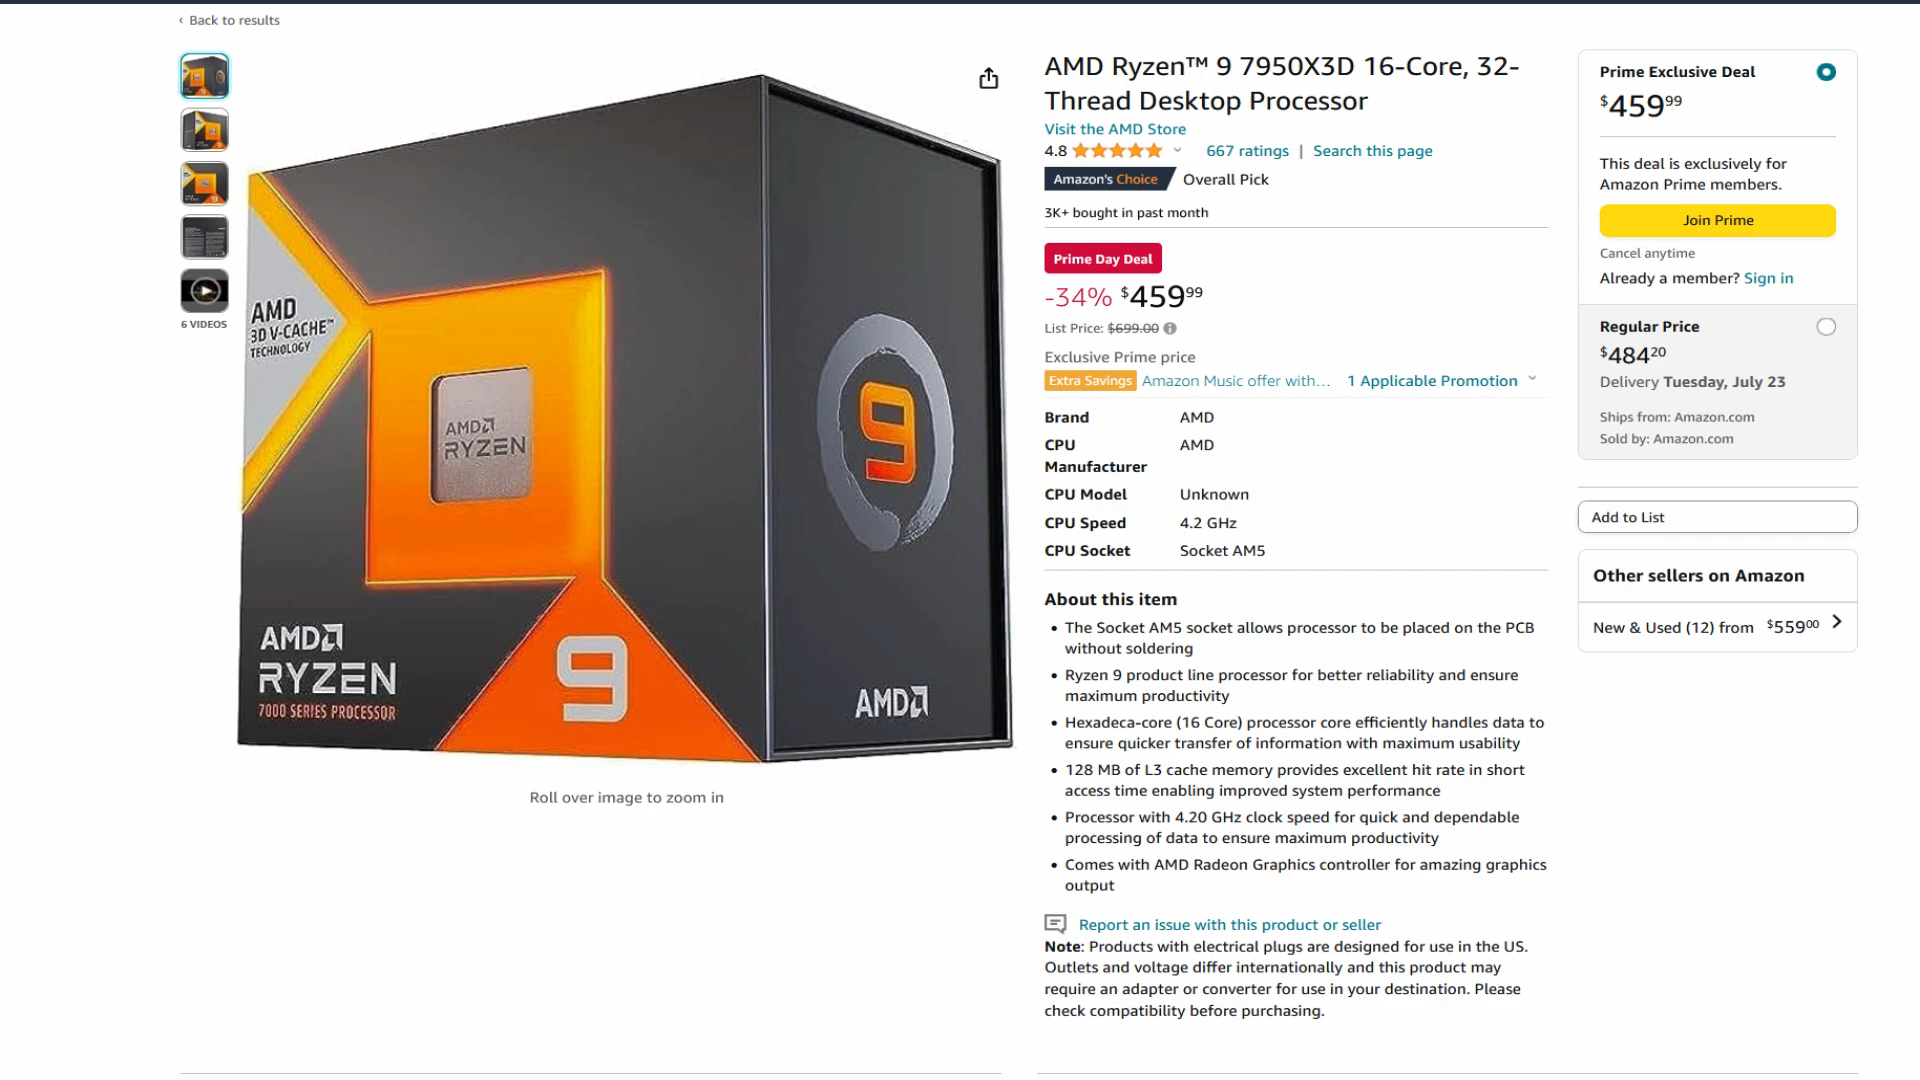 ‹ Back to results
6 VIDEOS
AMD
3D V-CACHE™
TECHNOLOGY
AMD
RYZEN
9
AMD
RYZEN
7000 SERIES PROCESSOR
9
AMD
Roll over image to zoom in
AMD Ryzen™ 9 7950X3D 16-Core, 32-
Thread Desktop Processor
Visit the AMD Store
4.8 667 ratings | Search this page
Amazon's Choice Overall Pick
3K+ bought in past month
Prime Day Deal
-34% $459 99
List Price: $699.00
Exclusive Prime price
Extra Savings Amazon Music offer with... 1 Applicable Promotion
Brand AMD
CPU AMD
Manufacturer
CPU Model Unknown
CPU Speed 4.2 GHz
CPU Socket Socket AM5
About this item
• The Socket AM5 socket allows processor to be placed on the PCB
without soldering
• Ryzen 9 product line processor for better reliability and ensure
maximum productivity
• Hexadeca-core (16 Core) processor core efficiently handles data to
ensure quicker transfer of information with maximum usability
• 128 MB of L3 cache memory provides excellent hit rate in short
access time enabling improved system performance
• Processor with 4.20 GHz clock speed for quick and dependable
processing of data to ensure maximum productivity
• Comes with AMD Radeon Graphics controller for amazing graphics
output
Report an issue with this product or seller
Note: Products with electrical plugs are designed for use in the US.
Outlets and voltage differ internationally and this product may
require an adapter or converter for use in your destination. Please
check compatibility before purchasing.
Prime Exclusive Deal
$459 99
This deal is exclusively for
Amazon Prime members.
Join Prime
Cancel anytime
Already a member? Sign in
Regular Price
$484 20
Delivery Tuesday, July 23
Ships from: Amazon.com
Sold by: Amazon.com
Add to List
Other sellers on Amazon
New & Used (12) from $559 00